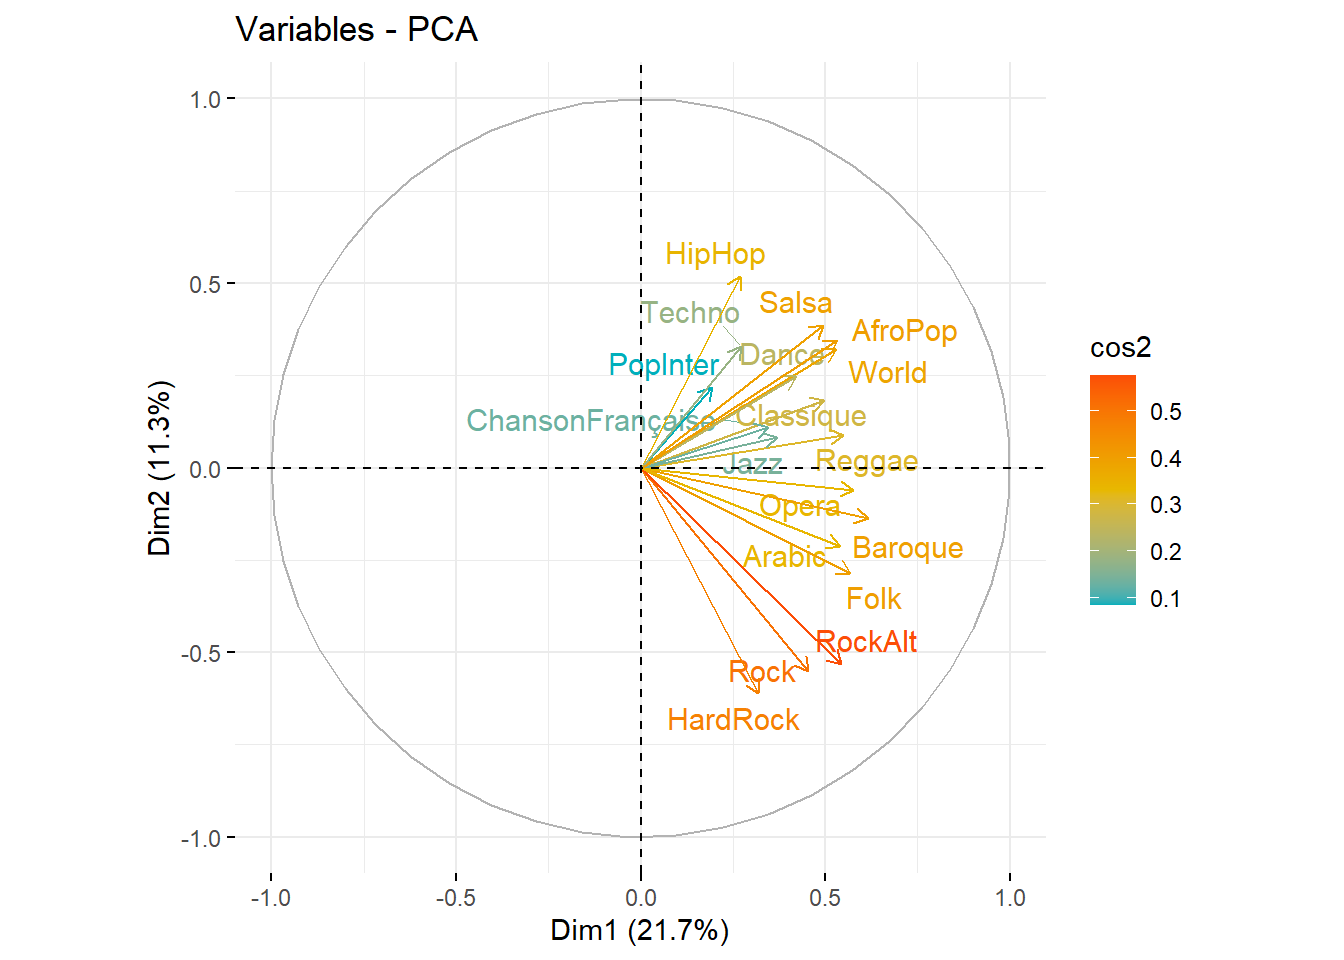 Variables - PCA
1.0
0.5
0.0
-0.5
-1.0
Dim2 (11.3%)
HipHop
Salsa
Techno
AfroPop
Dance
PopInter
World
Classique
ChansonFrançaise
Reggae
Jazz
Opera
Baroque
Arabic
Folk
RockAlt
Rock
HardRock
-1.0
-0.5
0.0
0.5
1.0
Dim1 (21.7%)
cos2
0.5
0.4
0.3
0.2
0.1